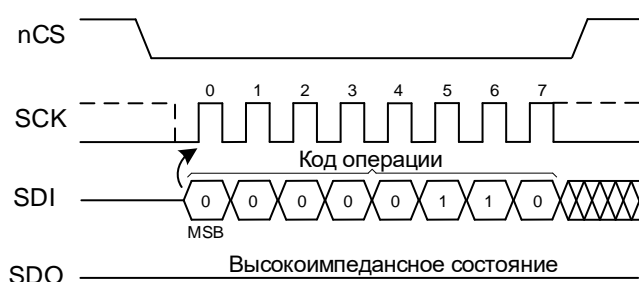 nCS
0 1 2 3 4 5 6 7
SCK
Код операции
SDI 0 0 0 0 0 1 1 0
MSB
Высокоимпедансное состояние
SDO